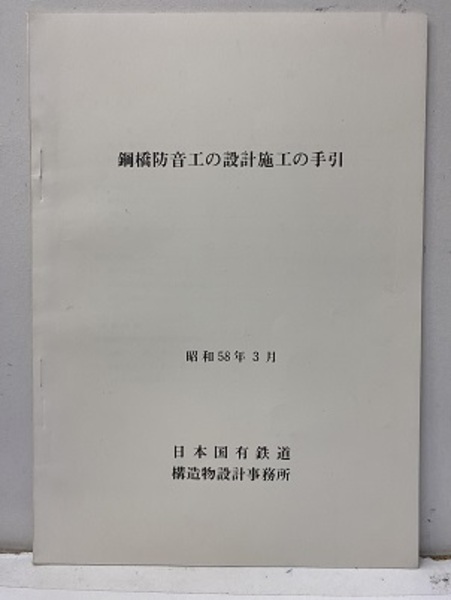 鋼橋防音工の設計施工の手引
昭和58年3月
日本国有鉄道
構造物設計事務所